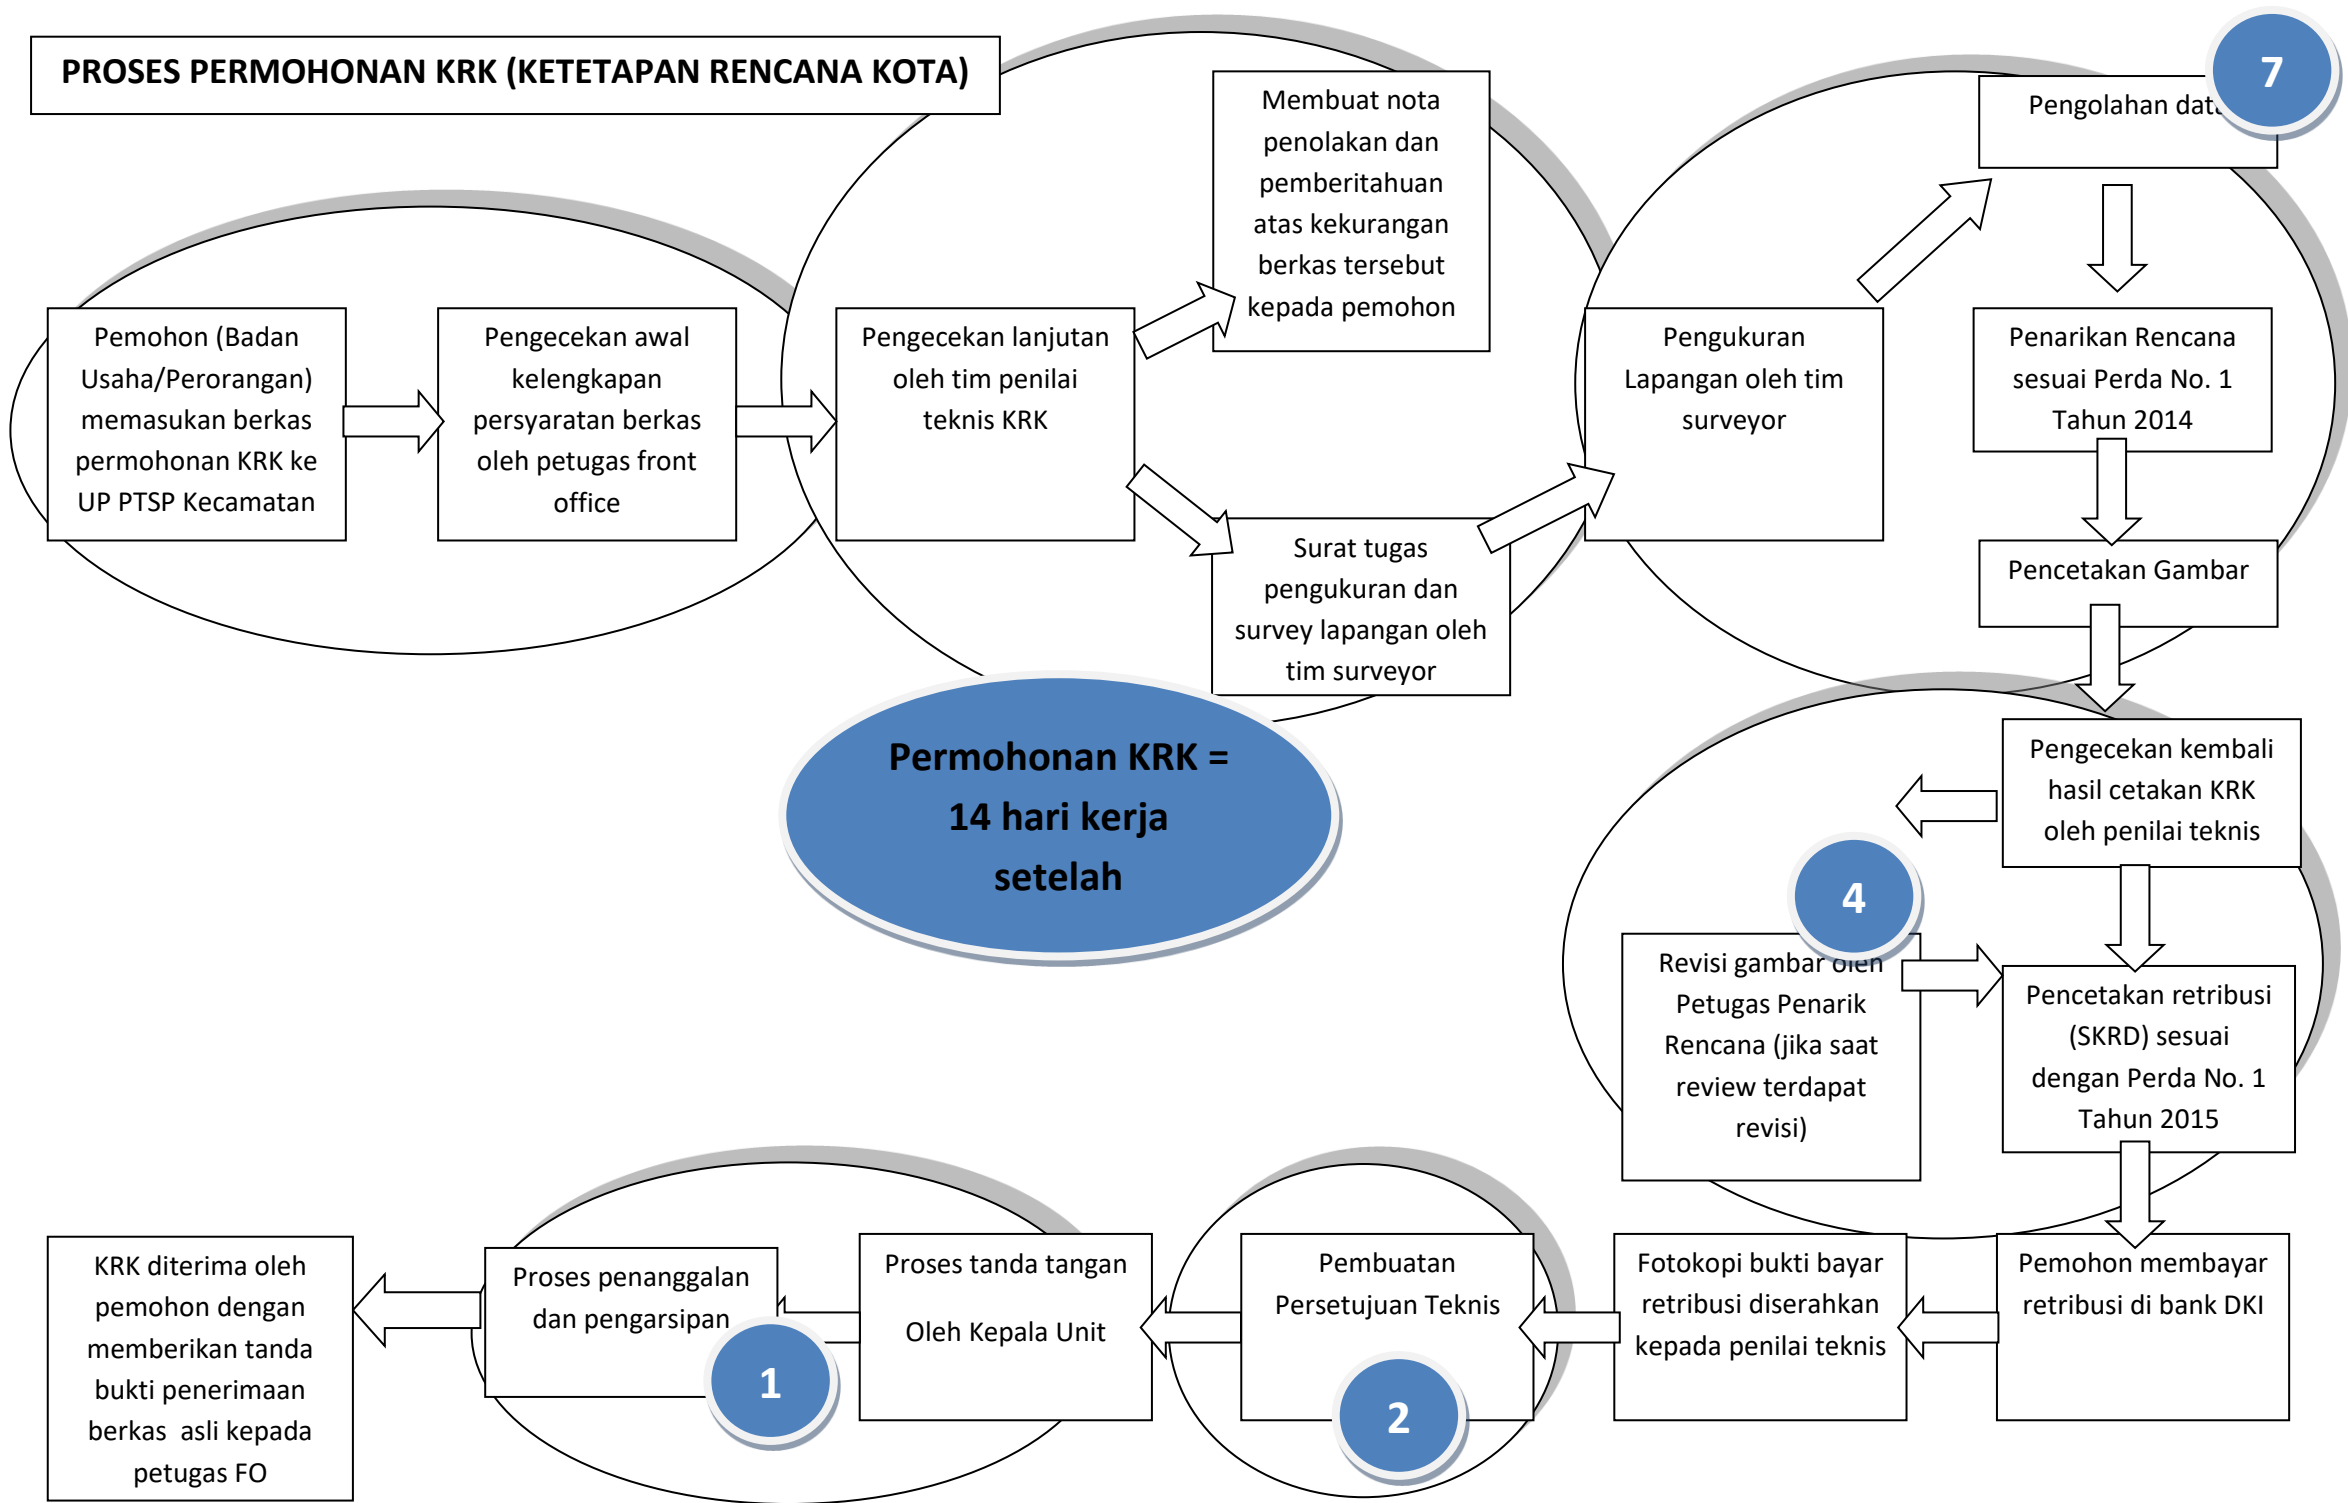 PROSES PERMOHONAN KRK (KETETAPAN RENCANA KOTA)
Pemohon (Badan
Usaha/Perorangan)
memasukan berkas
permohonan KRK ke
UP PTSP Kecamatan
Pengecekan awal
kelengkapan
persyaratan berkas
oleh petugas front
office
Pengecekan lanjutan
oleh tim penilai
teknis KRK
Membuat nota
penolakan dan
pemberitahuan
atas kekurangan
berkas tersebut
kepada pemohon
Surat tugas
pengukuran dan
survey lapangan oleh
tim surveyor
Pengukuran
Lapangan oleh tim
surveyor
Pengolahan data
7
Penarikan Rencana
sesuai Perda No. 1
Tahun 2014
Pencetakan Gambar
Permohonan KRK =
14 hari kerja
setelah
Pengecekan kembali
hasil cetakan KRK
oleh penilai teknis
4
Revisi gambar oleh
Petugas Penarik
Rencana (jika saat
review terdapat
revisi)
Pencetakan retribusi
(SKRD) sesuai
dengan Perda No. 1
Tahun 2015
Pemohon membayar
retribusi di bank DKI
Fotokopi bukti bayar
retribusi diserahkan
kepada penilai teknis
Pembuatan
Persetujuan Teknis
2
Proses tanda tangan
Oleh Kepala Unit
Proses penanggalan
dan pengarsipan
1
KRK diterima oleh
pemohon dengan
memberikan tanda
bukti penerimaan
berkas asli kepada
petugas FO